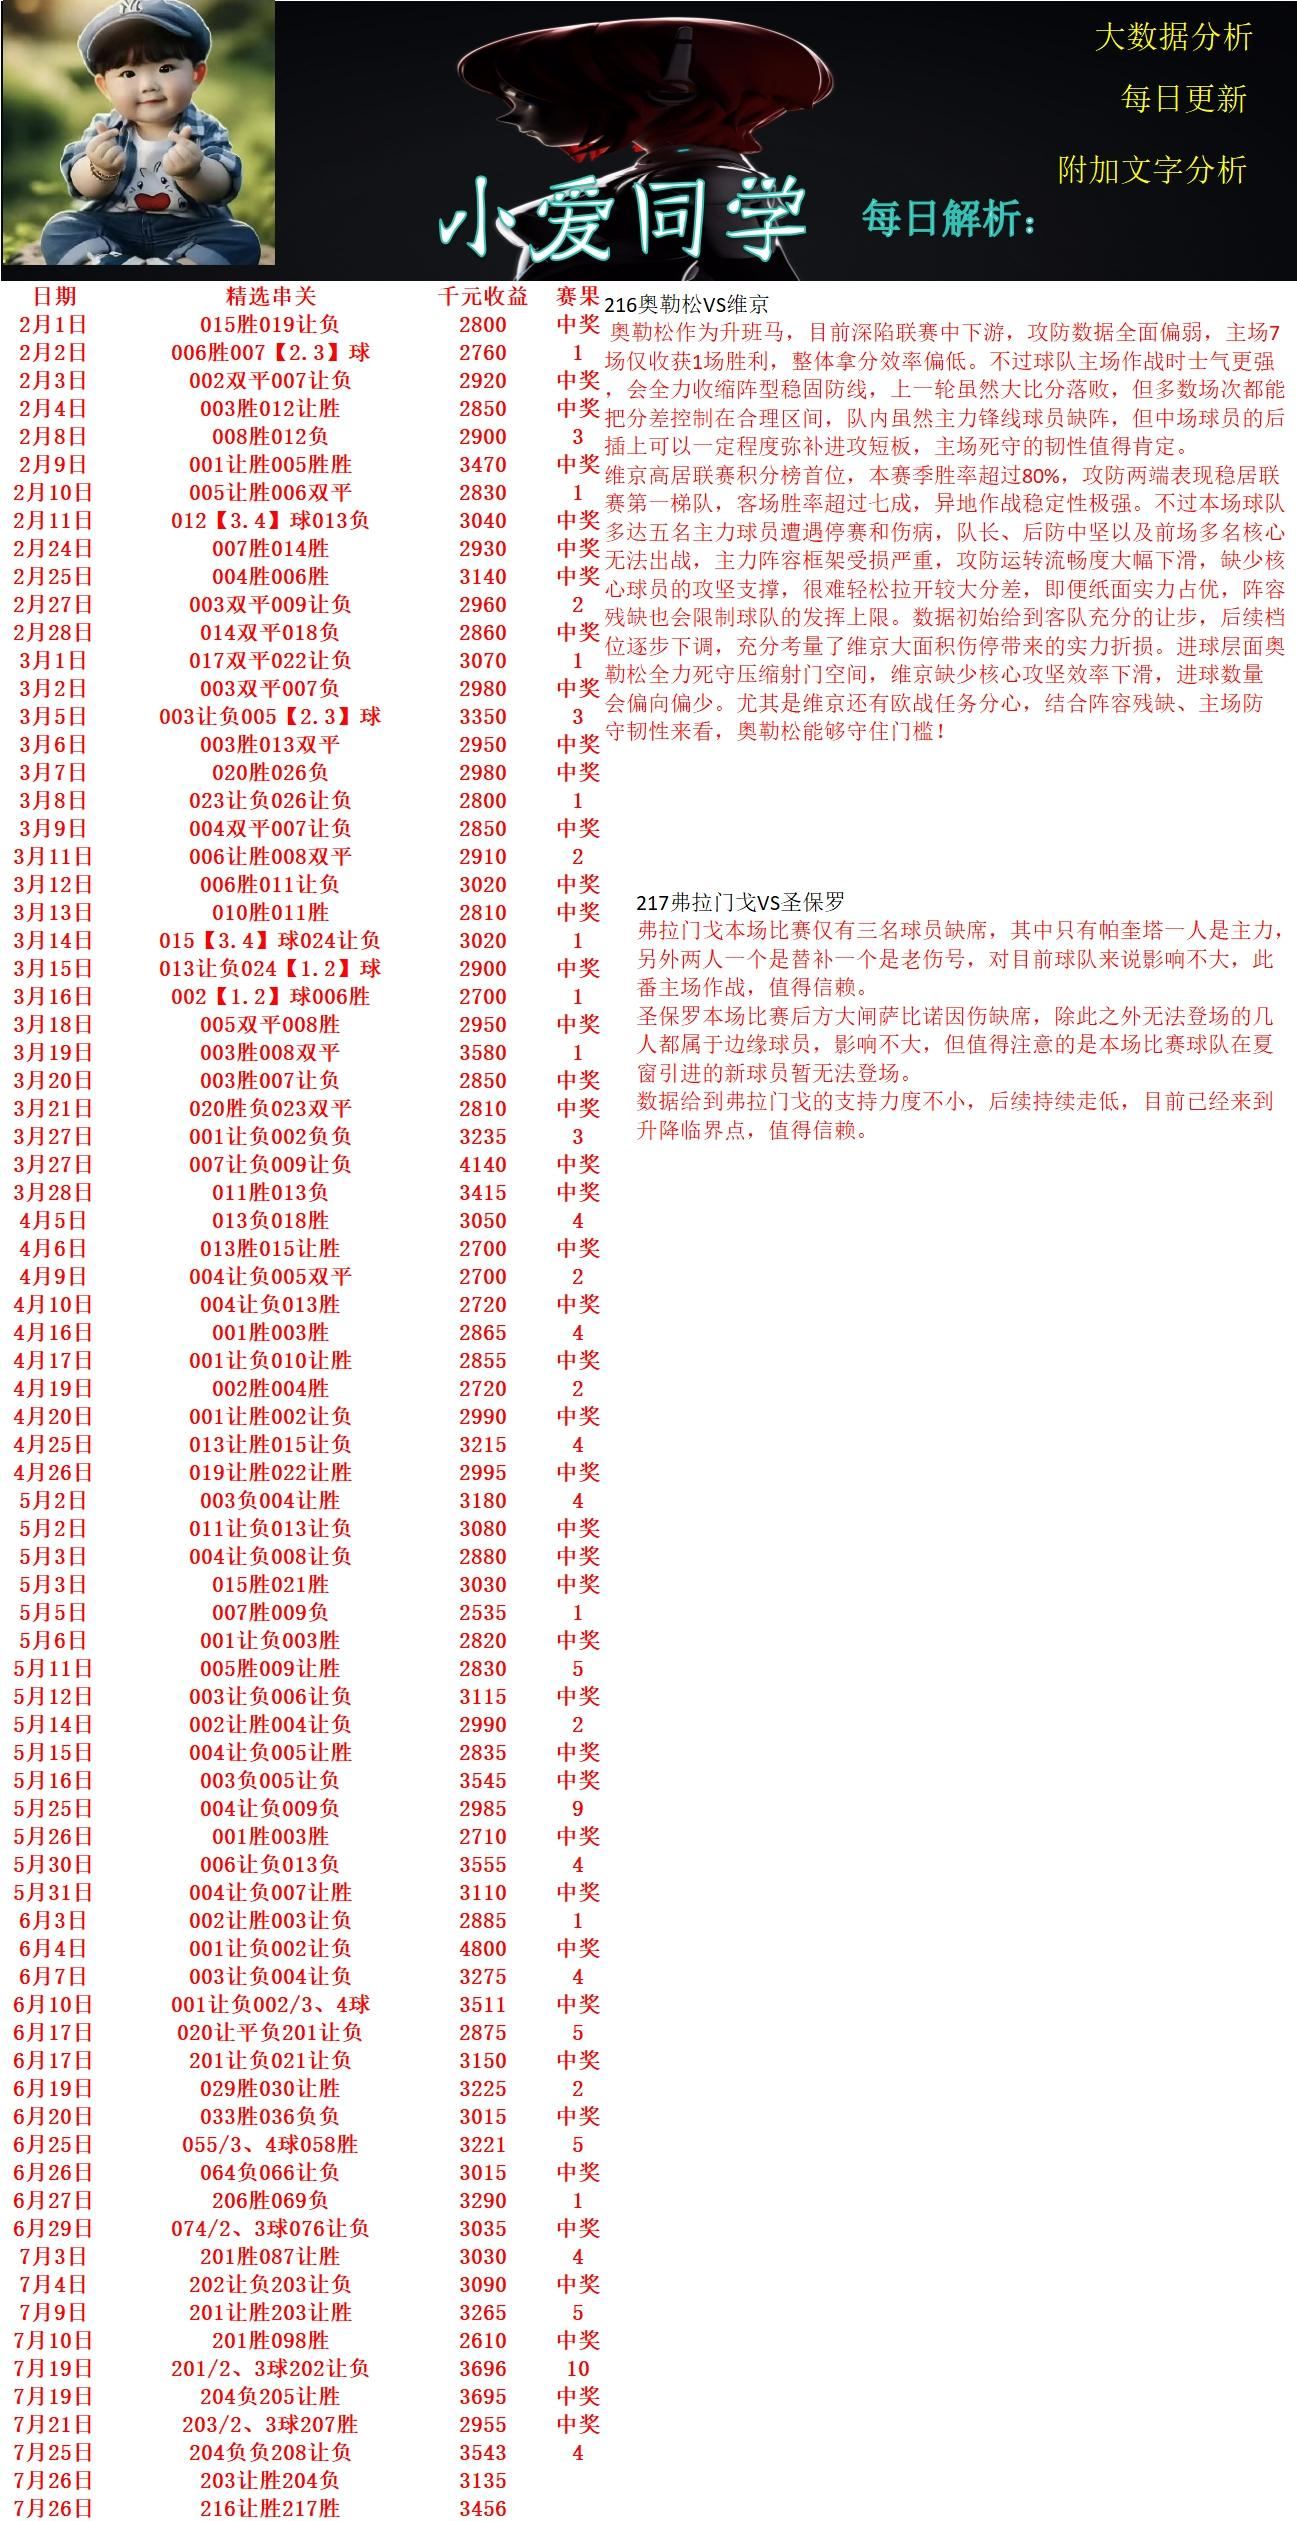 大数据分析
每日更新
附加文字分析
小爱同学
每日解析：
日期 精选串关 千元收益 赛果
2月1日 015胜019让负 2800 中奖
2月2日 006胜007【2.3】球 2760 1
2月3日 002双平007让负 2920 中奖
2月4日 003胜012让胜 2850 中奖
2月8日 008胜012负 2900 3
2月9日 001让胜005胜胜 3470 中奖
2月10日 005让胜006双平 2830 1
2月11日 012【3.4】球013负 3040 中奖
2月24日 007胜014胜 2930 中奖
2月25日 004胜006胜 3140 中奖
2月27日 003双平009让负 2960 2
2月28日 014双平018负 2860 中奖
3月1日 017双平022让负 3070 1
3月2日 003双平007负 2980 中奖
3月5日 003让负005【2.3】球 3350 3
3月6日 003胜013双平 2950 中奖
3月7日 020胜026负 2980 中奖
3月8日 023让负026让负 2800 1
3月9日 004双平007让负 2850 中奖
3月11日 006让胜008双平 2910 2
3月12日 006胜011让负 3020 中奖
3月13日 010胜011胜 2810 中奖
3月14日 015【3.4】球024让负 3020 1
3月15日 013让负024【1.2】球 2900 中奖
3月16日 002【1.2】球006胜 2700 1
3月18日 005双平008胜 2950 中奖
3月19日 003胜008双平 3580 1
3月20日 003胜007让负 2850 中奖
3月21日 020胜负023双平 2810 中奖
3月27日 001让负002负负 3235 3
3月27日 007让负009让负 4140 中奖
3月28日 011胜013负 3415 中奖
4月5日 013负018胜 3050 4
4月6日 013胜015让胜 2700 中奖
4月9日 004让负005双平 2700 2
4月10日 004让负013胜 2720 中奖
4月16日 001胜003胜 2865 4
4月17日 001让负010让胜 2855 中奖
4月19日 002胜004胜 2720 2
4月20日 001让胜002让负 2990 中奖
4月25日 013让胜015让负 3215 4
4月26日 019让胜022让胜 2995 中奖
5月2日 003负004让胜 3180 4
5月2日 011让负013让负 3080 中奖
5月3日 004让负008让负 2880 中奖
5月3日 015胜021胜 3030 中奖
5月5日 007胜009负 2535 1
5月6日 001让负003胜 2820 中奖
5月11日 005胜009让胜 2830 5
5月12日 003让负006让负 3115 中奖
5月14日 002让胜004让负 2990 2
5月15日 004让负005让胜 2835 中奖
5月16日 003负005让负 3545 中奖
5月25日 004让负009负 2985 9
5月26日 001胜003胜 2710 中奖
5月30日 006让负013负 3555 4
5月31日 004让负007让胜 3110 中奖
6月3日 002让胜003让负 2885 1
6月4日 001让负002让负 4800 中奖
6月7日 003让负004让负 3275 4
6月10日 001让负002/3、4球 3511 中奖
6月17日 020让平负201让负 2875 5
6月17日 201让负021让负 3150 中奖
6月19日 029胜030让胜 3225 2
6月20日 033胜036负负 3015 中奖
6月25日 055/3、4球058胜 3221 5
6月26日 064负066让负 3015 中奖
6月27日 206胜069负 3290 1
6月29日 074/2、3球076让负 3035 中奖
7月3日 201胜087让胜 3030 4
7月4日 202让负203让负 3090 中奖
7月9日 201让胜203让胜 3265 5
7月10日 201胜098胜 2610 中奖
7月19日 201/2、3球202让负 3696 10
7月19日 204负205让胜 3695 中奖
7月21日 203/2、3球207胜 2955 中奖
7月25日 204负负208让负 3543 4
7月26日 203让胜204负 3135
7月26日 216让胜217胜 3456
216奥勒松VS维京
奥勒松作为升班马，目前深陷联赛中下游，攻防数据全面偏弱，主场7
场仅收获1场胜利，整体拿分效率偏低。不过球队主场作战时士气更强
，会全力收缩阵型稳固防线，上一轮虽然大比分落败，但多数场次都能
把分差控制在合理区间，队内虽然主力锋线球员缺阵，但中场球员的后
插上可以一定程度弥补进攻短板，主场死守的韧性值得肯定。
维京高居联赛积分榜首位，本赛季胜率超过80%，攻防两端表现稳居联
赛第一梯队，客场胜率超过七成，异地作战稳定性极强。不过本场球队
多达五名主力球员遭遇停赛和伤病，队长、后防中坚以及前场多名核心
无法出战，主力阵容框架受损严重，攻防运转流畅度大幅下滑，缺少核
心球员的攻坚支撑，很难轻松拉开较大分差，即便纸面实力占优，阵容
残缺也会限制球队的发挥上限。数据初始给到客队充分的让步，后续档
位逐步下调，充分考量了维京大面积伤停带来的实力折损。进球层面奥
勒松全力死守压缩射门空间，维京缺少核心攻坚效率下滑，进球数量
会偏向偏少。尤其是维京还有欧战任务分心，结合阵容残缺、主场防
守韧性来看，奥勒松能够守住门槛！
217弗拉门戈VS圣保罗
弗拉门戈本场比赛仅有三名球员缺席，其中只有帕奎塔一人是主力，
另外两人一个是替补一个是老伤号，对目前球队来说影响不大，此
番主场作战，值得信赖。
圣保罗本场比赛后方大闸萨比诺因伤缺席，除此之外无法登场的几
人都属于边缘球员，影响不大，但值得注意的是本场比赛球队在夏
窗引进的新球员暂无法登场。
数据给到弗拉门戈的支持力度不小，后续持续走低，目前已经来到
升降临界点，值得信赖。